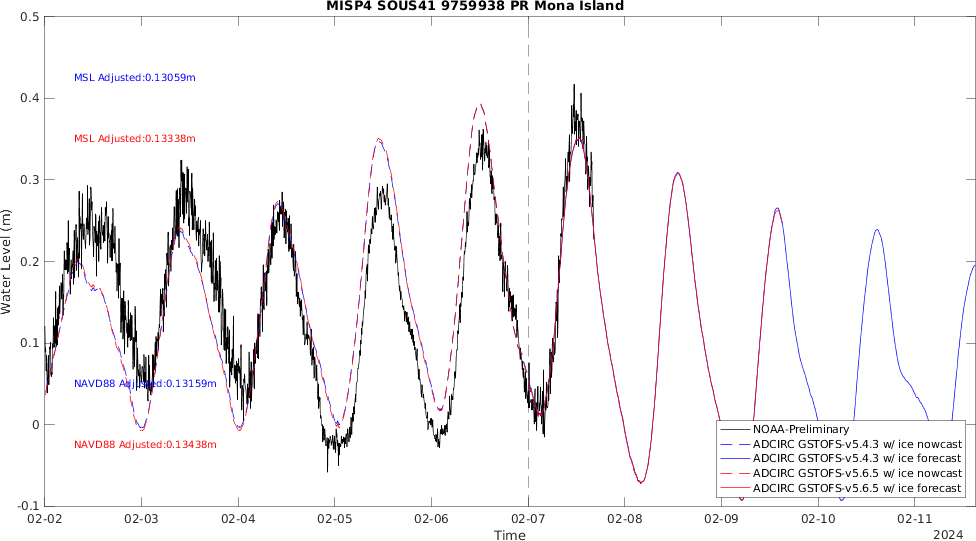 MISP4 SOUS41 9759938 PR Mona Island
0.5
0.4
0.3
0.2
0.1
0
-0.1
Water Level (m)
MSL Adjusted:0.13059m
MSL Adjusted:0.13338m
NAVD88 Adjusted:0.13159m
NAVD88 Adjusted:0.13438m
NOAA-Preliminary
ADCIRC GSTOFS-v5.4.3 w/ ice nowcast
ADCIRC GSTOFS-v5.4.3 w/ ice forecast
ADCIRC GSTOFS-v5.6.5 w/ ice nowcast
ADCIRC GSTOFS-v5.6.5 w/ ice forecast
02-02 02-03 02-04 02-05 02-06 02-07 02-08 02-09 02-10 02-11
Time
2024